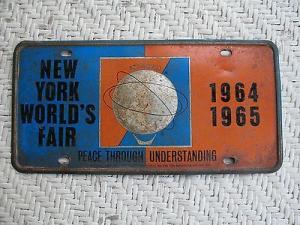 NEW
YORK
WORLD'S
FAIR
1964
1965
PEACE THROUGH UNDERSTANDING